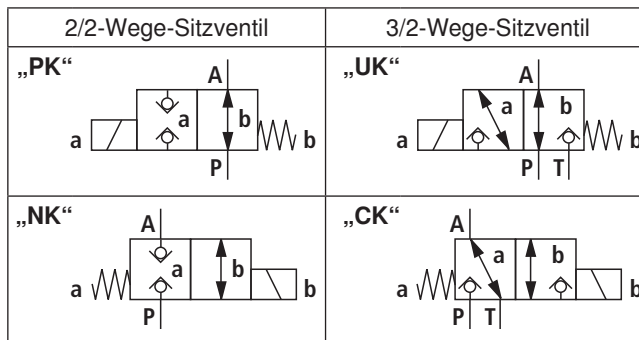 2/2-Wege-Sitzventil 3/2-Wege-Sitzventil
„PK“ A „UK“ A
a a b b a a b b
P P T
„NK“ A „CK“ A
a a b b a a b b
P P T